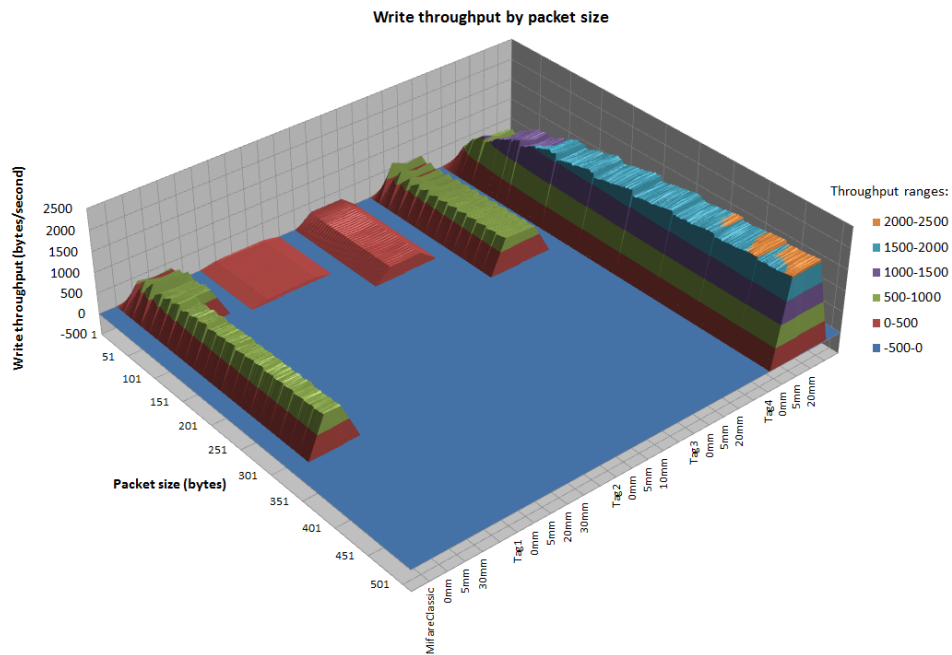 Write throughput by packet size
Write throughput (bytes/second)
2500
2000
1500
1000
500
0
-500
1
51
101
151
201
251
301
351
401
451
501
Packet size (bytes)
MifareClassic
0mm
5mm
30mm
Tag1
0mm
5mm
20mm
30mm
Tag2
0mm
5mm
10mm
Tag3
0mm
5mm
20mm
Tag4
0mm
5mm
20mm
Throughput ranges:
2000-2500
1500-2000
1000-1500
500-1000
0-500
-500-0